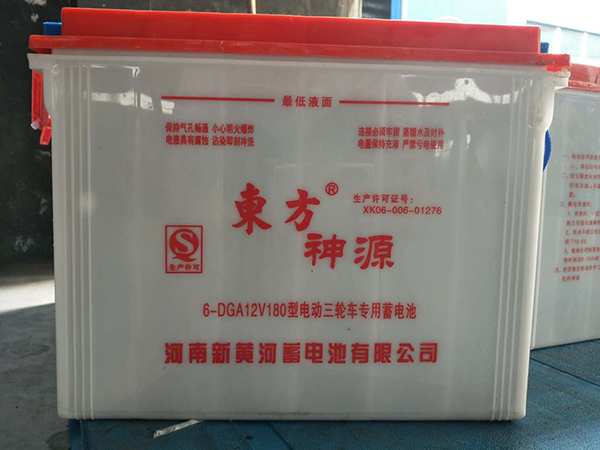 最低液面
保持气孔畅通 小心明火爆炸
电液具有腐蚀 沾染即刻冲洗
连接必须牢固 蒸馏水及时补
电量保持充沛 严禁亏电使用
東方®
神源
生产许可证号:
XK06-006-01276
QS
生产许可
6-DGA12V180型电动三轮车专用蓄电池
河南新黄河蓄电池有限公司